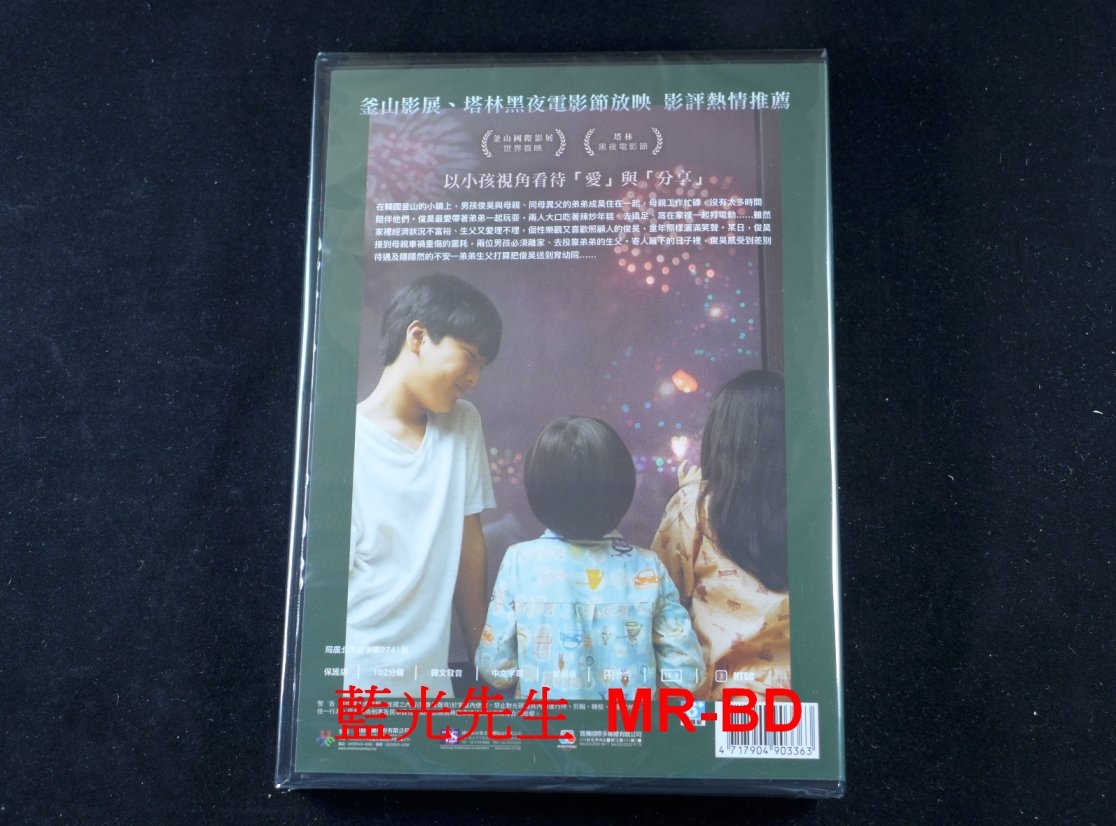 釜山影展、塔林黑夜電影節放映 影評熱情推薦
釜山國際影展
世界首映
塔林
黑夜電影節
以小孩視角看待「愛」與「分享」
在韓國釜山的小鎮上，男孩俊昊與母親、同母異父的弟弟成昊住在一起，母親工作忙碌，沒有太多時間
陪伴他們。俊昊最愛帶著弟弟一起玩耍，兩人大口吃著辣炒年糕、去遠足、窩在家裡一起打電動……雖然
家裡經濟狀況不富裕、生父又愛理不理，個性樂觀又喜歡照顧人的俊昊，童年照樣溢滿笑聲。某日，俊昊
接到母親車禍重傷的噩耗，兩位男孩必須離家、去投靠弟弟的生父。寄人籬下的日子裡，俊昊感受到差別
待遇及隱隱然的不安—弟弟生父打算把俊昊送到育幼院……
保護級 102分鐘 韓文發音 中文字幕 16:9 3 NTSC
藍光先生 MR-BD
4 717904 903363